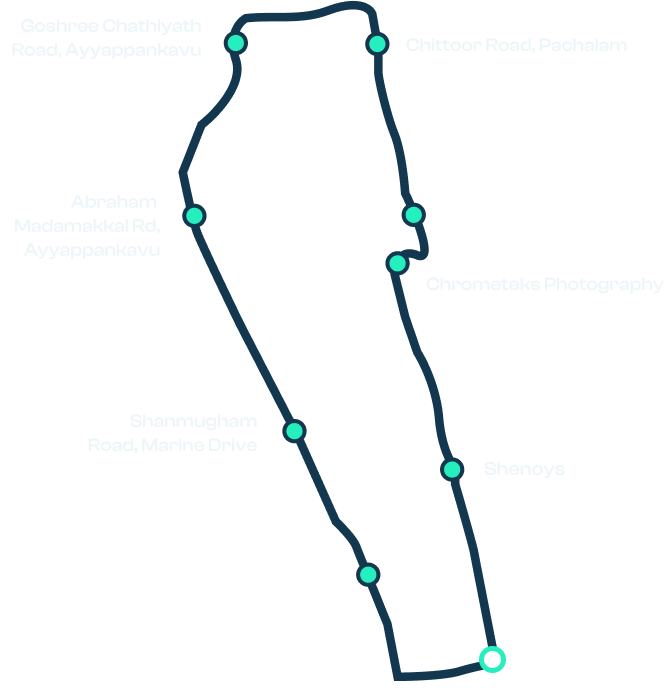 Goshree Chathiyath
Road, Ayyappankavu
Chittoor Road, Pachalam
Abraham
Madamakkal Rd,
Ayyappankavu
Chrometeks Photography
Shanmugham
Road, Marine Drive
Shenoys